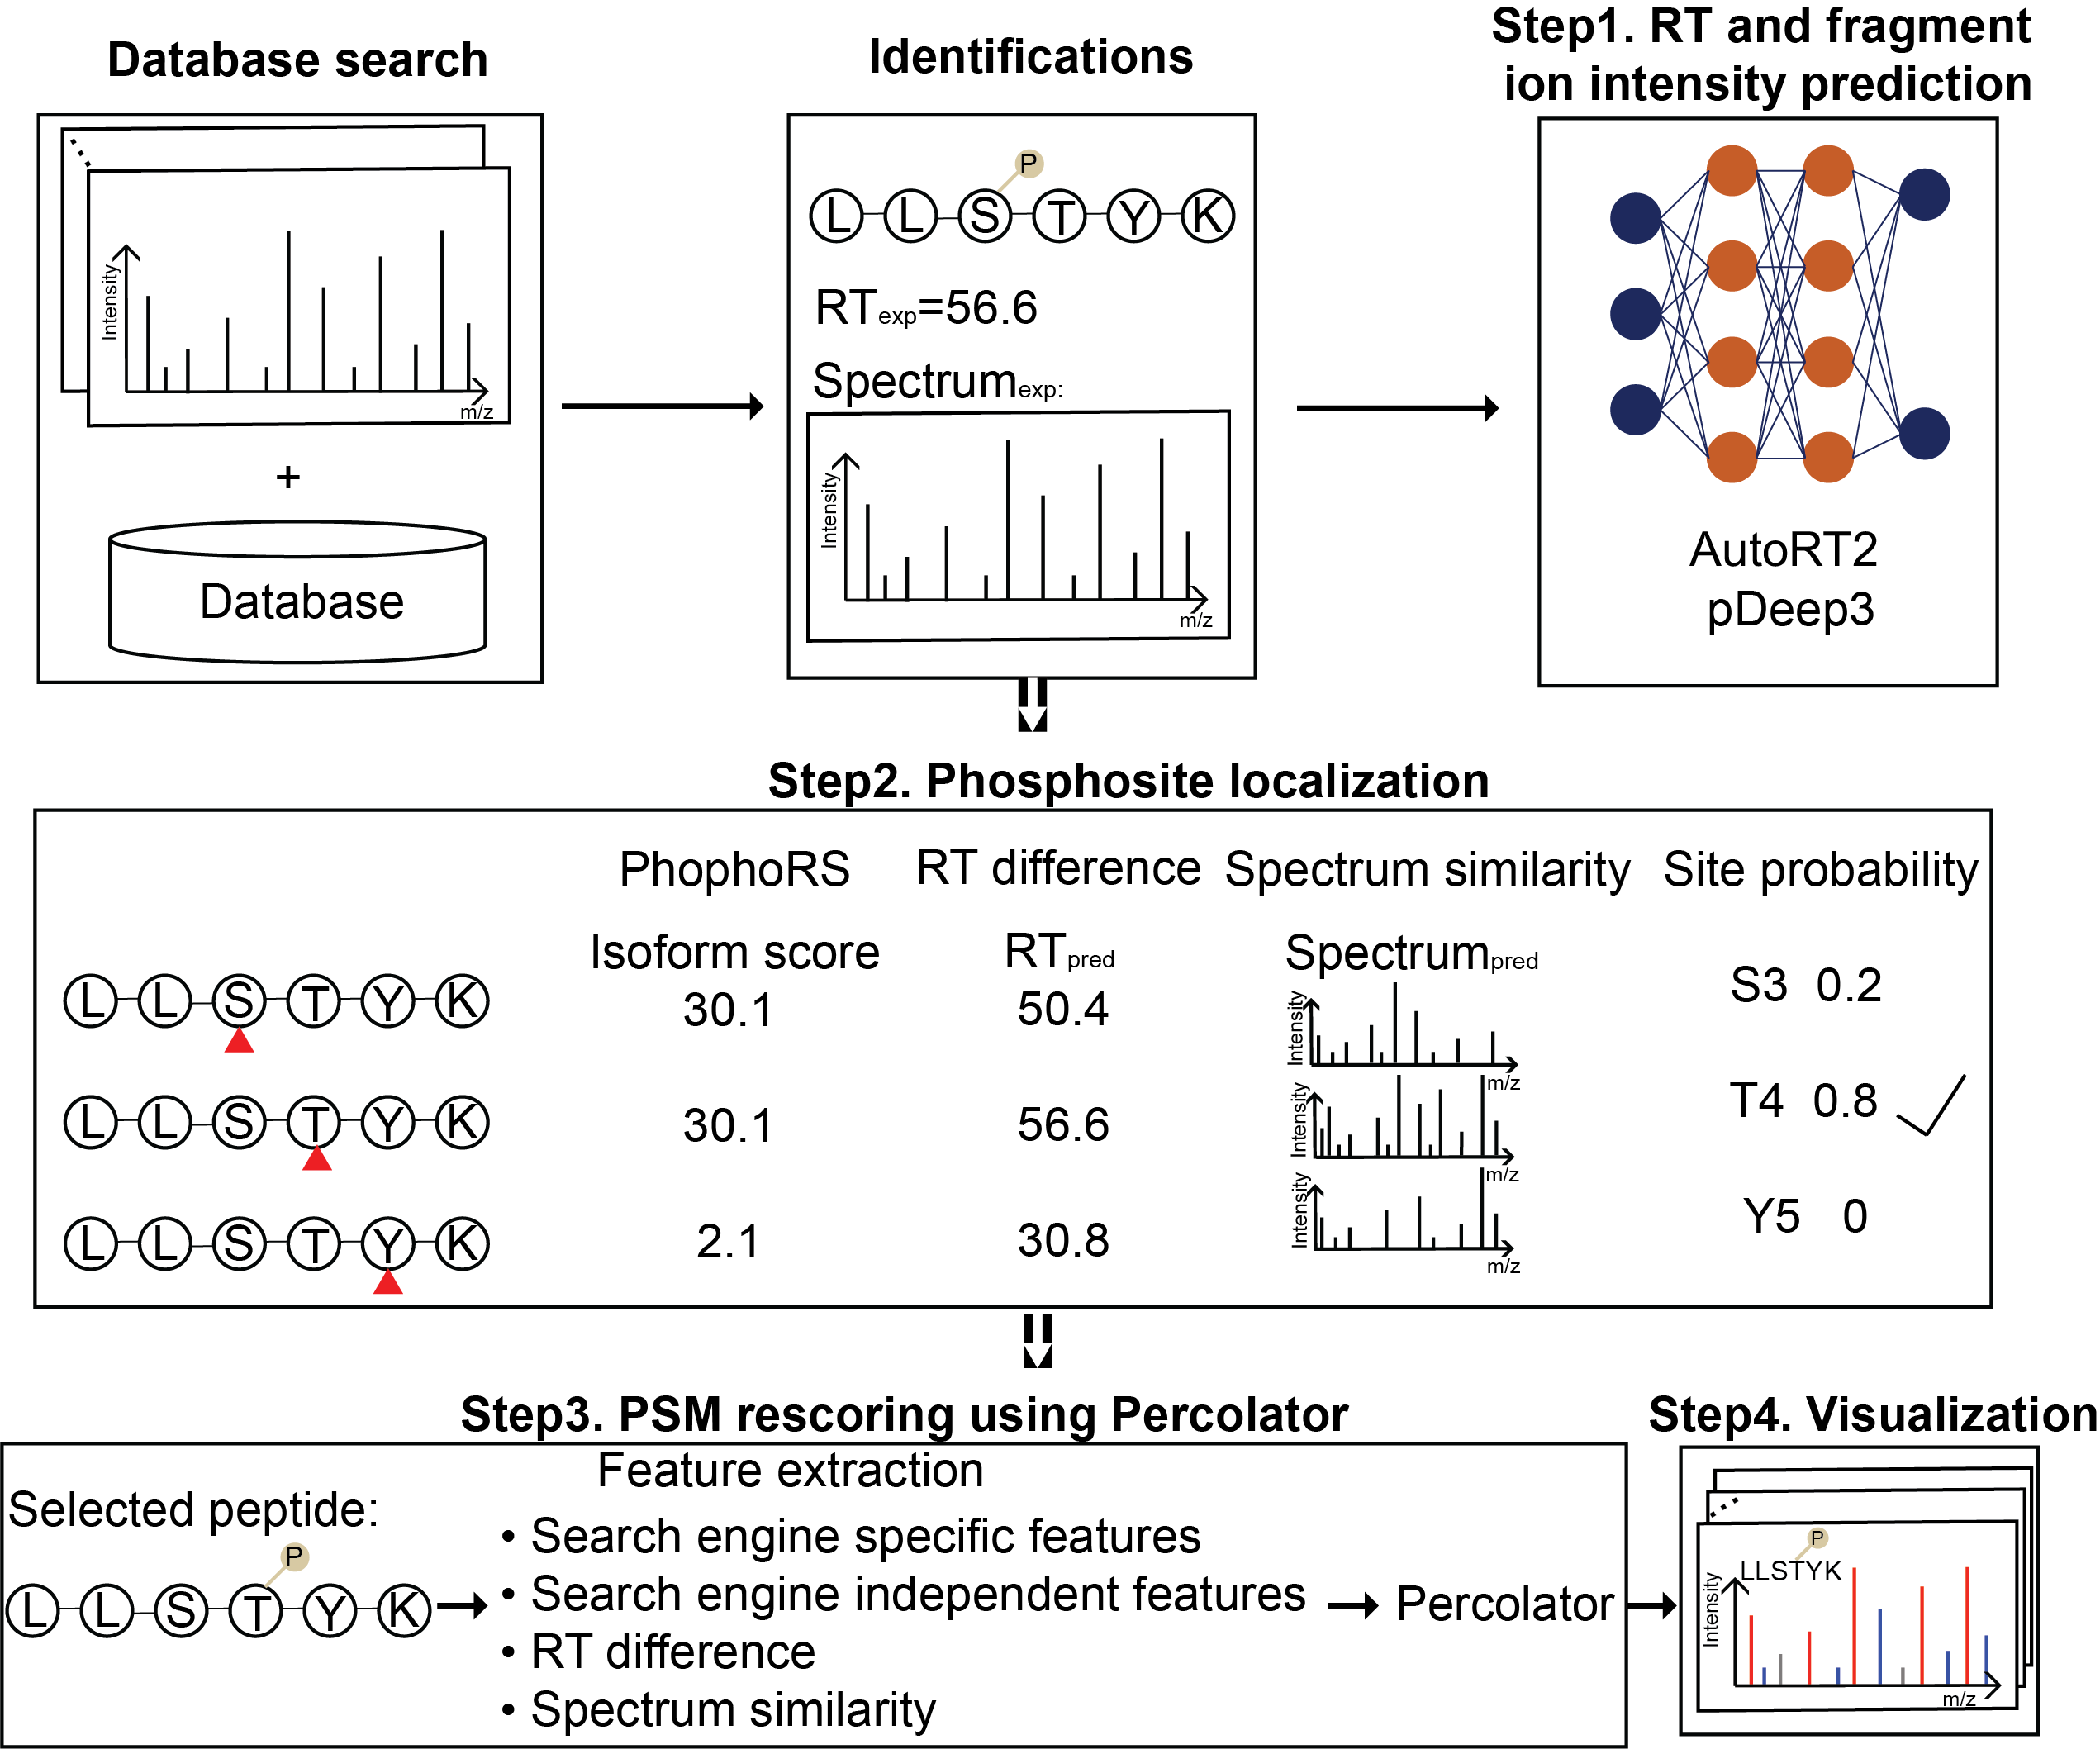 Database search
Intensity
m/z
+
Database
Identifications
P
L L S T Y K
RTexp=56.6
Spectrumexp:
Intensity
m/z
Step1. RT and fragment
ion intensity prediction
AutoRT2
pDeep3
Step2. Phosphosite localization
PhophoRS RT difference Spectrum similarity Site probability
Isoform score RTpred Spectrumpred
L L S T Y K 30.1 50.4 Intensity m/z S3 0.2
L L S T Y K 30.1 56.6 Intensity m/z T4 0.8
L L S T Y K 2.1 30.8 Intensity m/z Y5 0
Step3. PSM rescoring using Percolator
Feature extraction
Selected peptide:
P
L L S T Y K
• Search engine specific features
• Search engine independent features
• RT difference
• Spectrum similarity
Percolator
Step4. Visualization
P
LLSTYK
Intensity
m/z